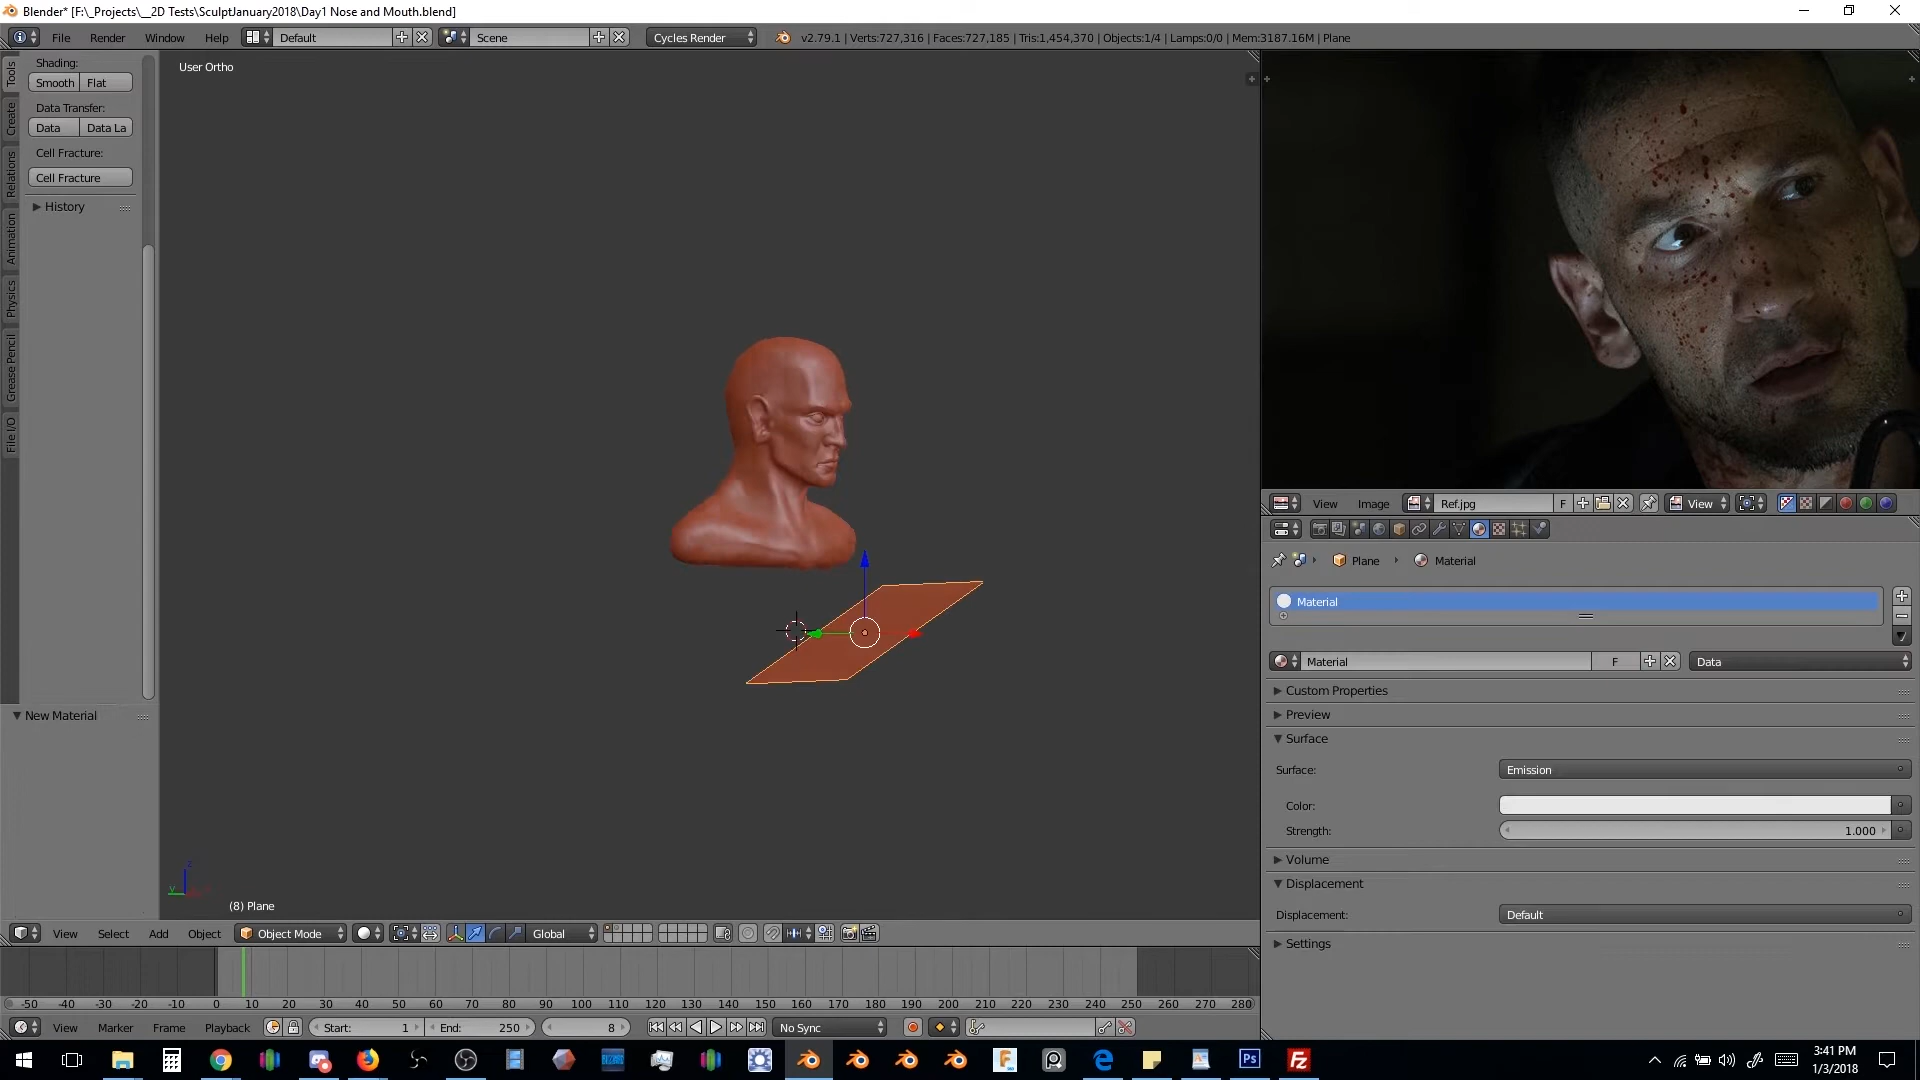 Blender* [F:\_Projects\__2D Tests\SculptJanuary2018\Day1 Nose and Mouth.blend]
File Render Window Help Default Scene Cycles Render v2.79.1 | Verts:727,316 | Faces:727,185 | Tris:1,454,370 | Objects:1/4 | Lamps:0/0 | Mem:3187.16M | Plane
Tools
Create
Relations
Animation
Physics
Grease Pencil
File I/O
Shading:
Smooth Flat
Data Transfer:
Data Data La
Cell Fracture:
Cell Fracture
History
New Material
User Ortho
z
y
(8) Plane
View Select Add Object Object Mode Global
View Image Ref.jpg F View
Plane Material
Material
Material F Data
Custom Properties
Preview
Surface
Surface: Emission
Color:
Strength: 1.000
Volume
Displacement
Displacement: Default
Settings
-50 -40 -30 -20 -10 0 10 20 30 40 50 60 70 80 90 100 110 120 130 140 150 160 170 180 190 200 210 220 230 240 250 260 270 280
View Marker Frame Playback Start: 1 End: 250 8 No Sync
Ps
Fz
3:41 PM
1/3/2018